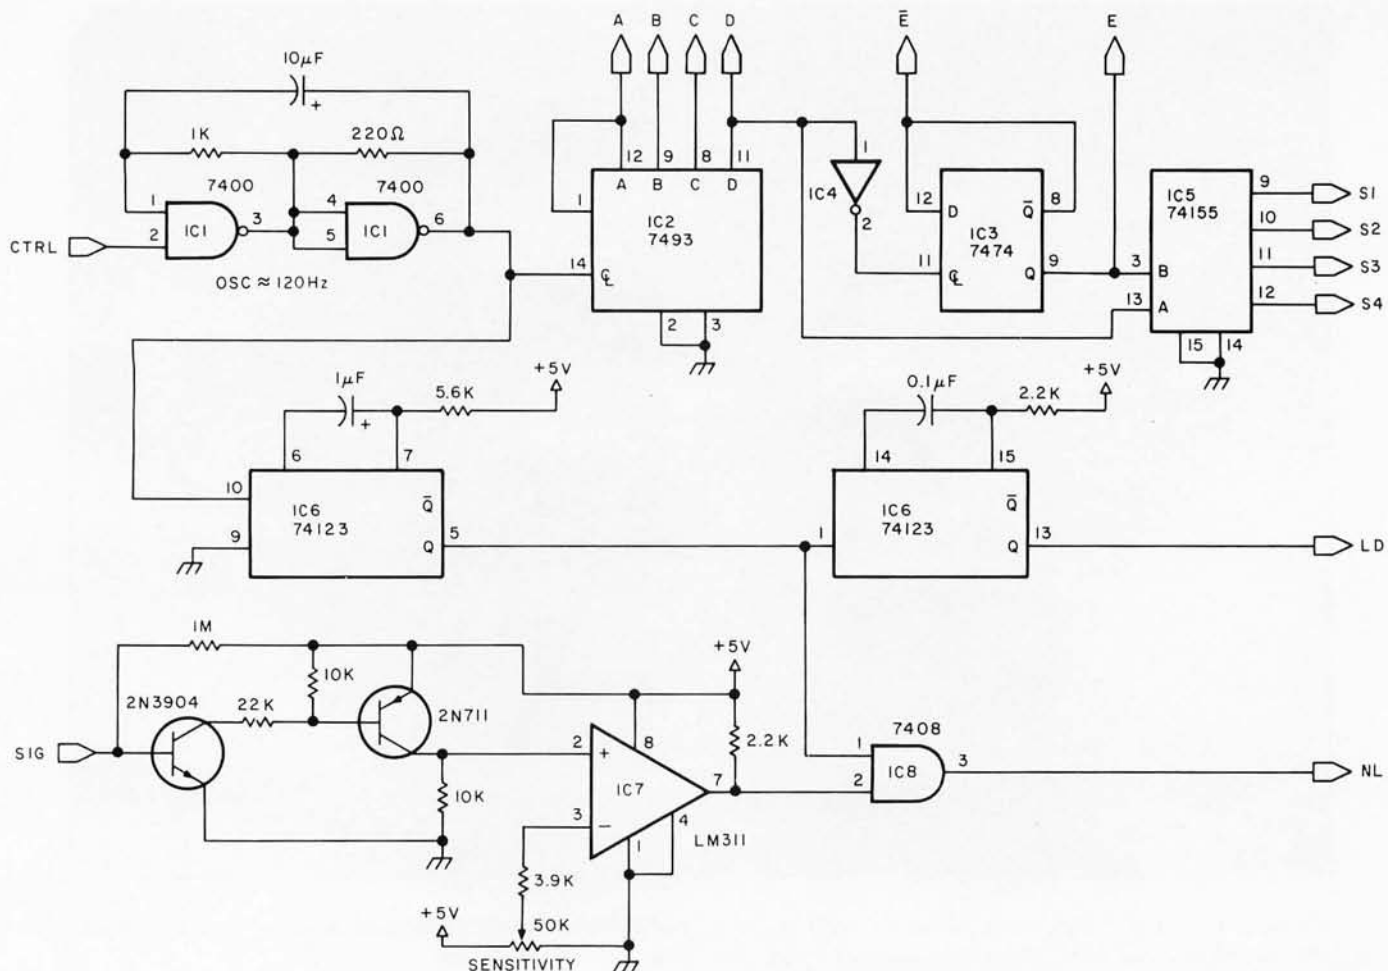 A B C D E̅ E
10µF
+
1K 220Ω
7400 7400
1 2 3 4 5 6
IC1 IC1
CTRL
OSC ≈ 120Hz
12 9 8 11
A B C D
1
IC2
7493
14 C̵L
2 3
1
IC4
2
12 D Q̅ 8
IC3
7474
11 C̵L Q 9
IC5
74155
3 B
13 A
15 14
9 S1
10 S2
11 S3
12 S4
1µF
+
5.6K
+5V
6 7
10
IC6
74123
Q̅
9
Q 5
0.1µF
2.2K
+5V
14 15
IC6
74123
Q̅
1
Q 13
LD
1M
10K
2N3904
22K
2N711
SIG
10K
+5V
2.2K
2 +
8
IC7
7
3 −
4
1
LM311
3.9K
+5V
50K
SENSITIVITY
7408
1
2
IC8
3
NL